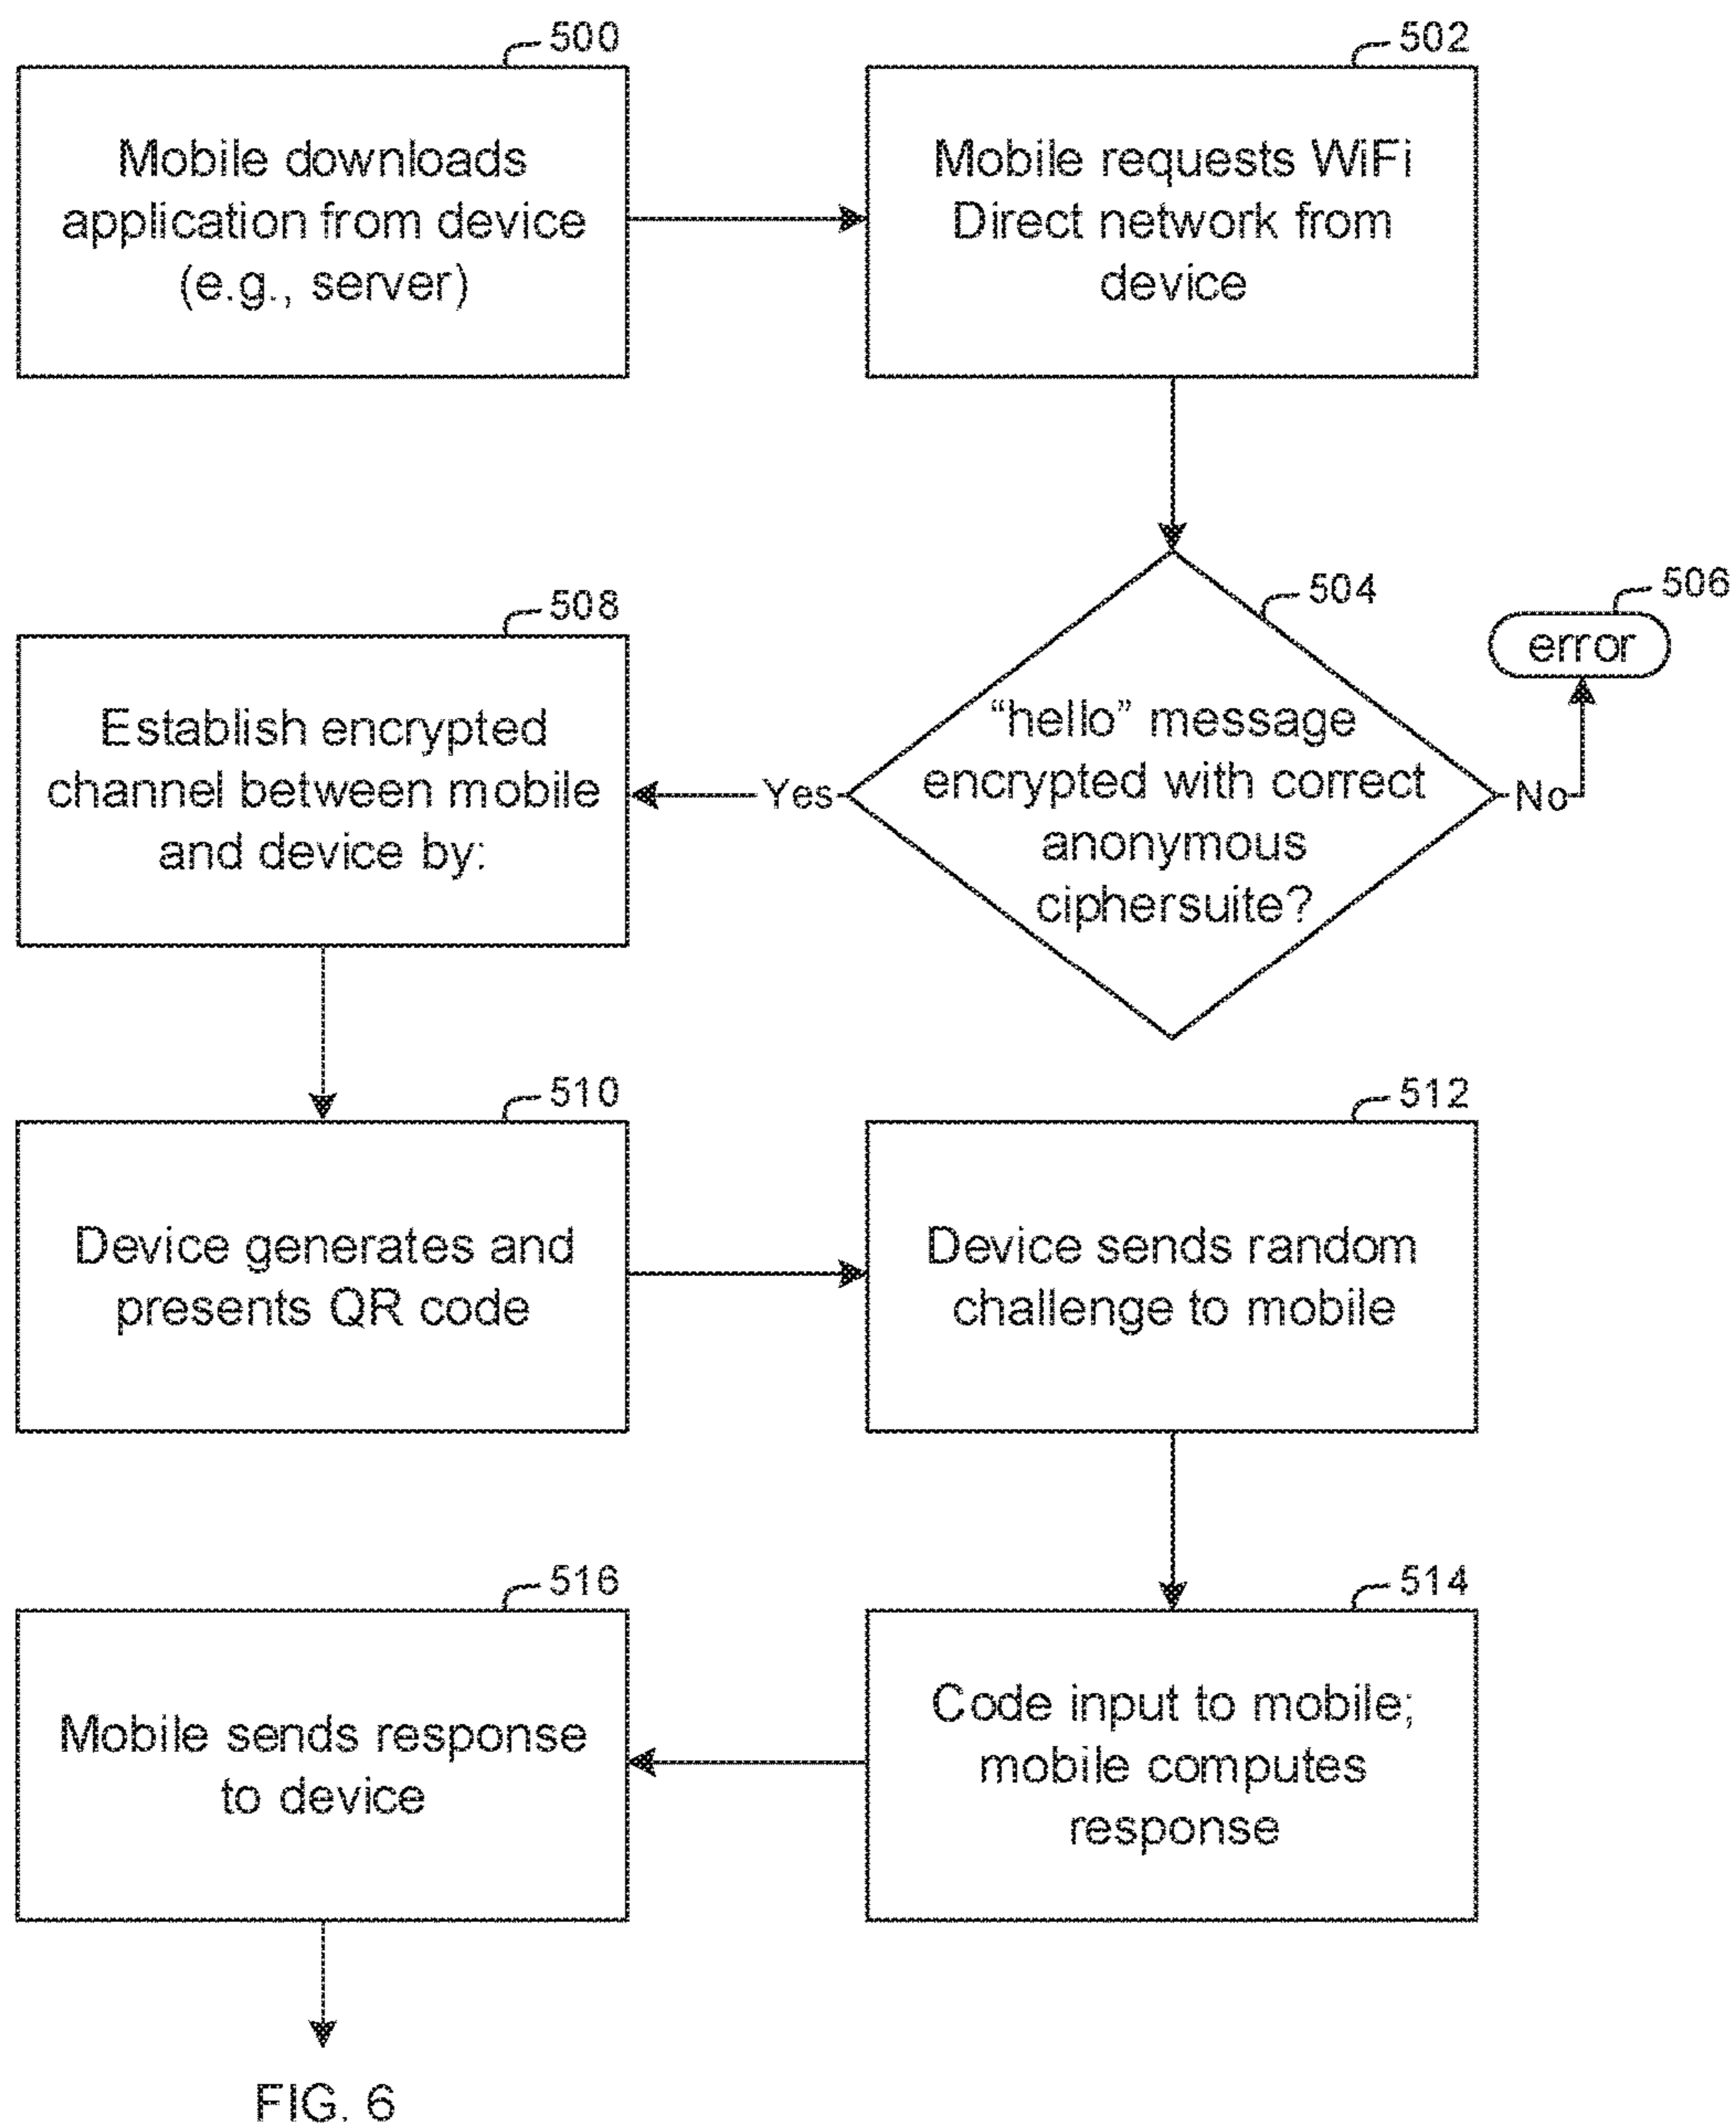 500
Mobile downloads
application from device
(e.g., server)
502
Mobile requests WiFi
Direct network from
device
504
“hello” message
encrypted with correct
anonymous
ciphersuite?
No
506
error
Yes
508
Establish encrypted
channel between mobile
and device by:
510
Device generates and
presents QR code
512
Device sends random
challenge to mobile
514
Code input to mobile;
mobile computes
response
516
Mobile sends response
to device
FIG. 6